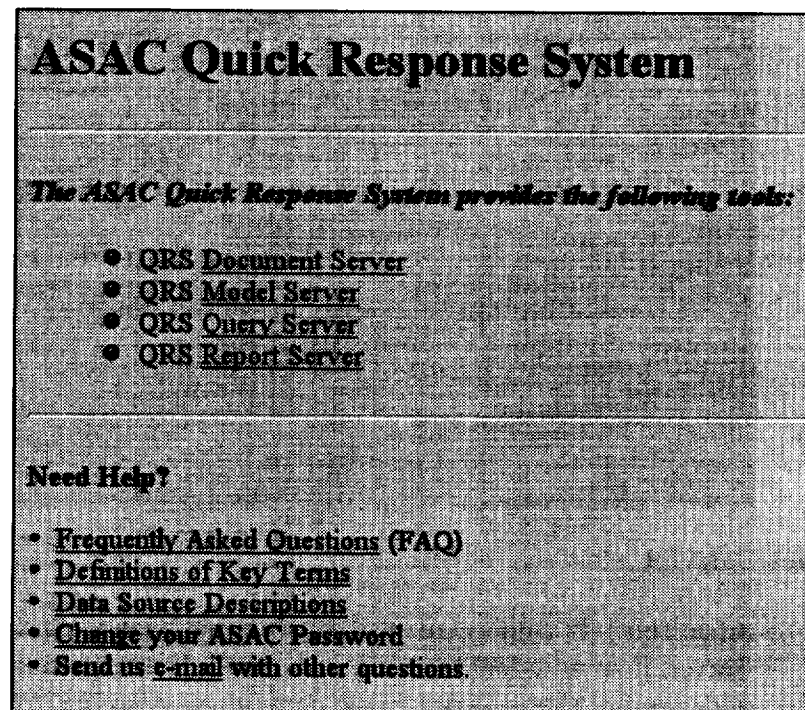 ASAC Quick Response System
The ASAC Quick Response System provides the following tools:
● QRS Document Server
● QRS Model Server
● QRS Query Server
● QRS Report Server
Need Help?
• Frequently Asked Questions (FAQ)
• Definitions of Key Terms
• Data Source Descriptions
• Change your ASAC Password
• Send us e-mail with other questions.